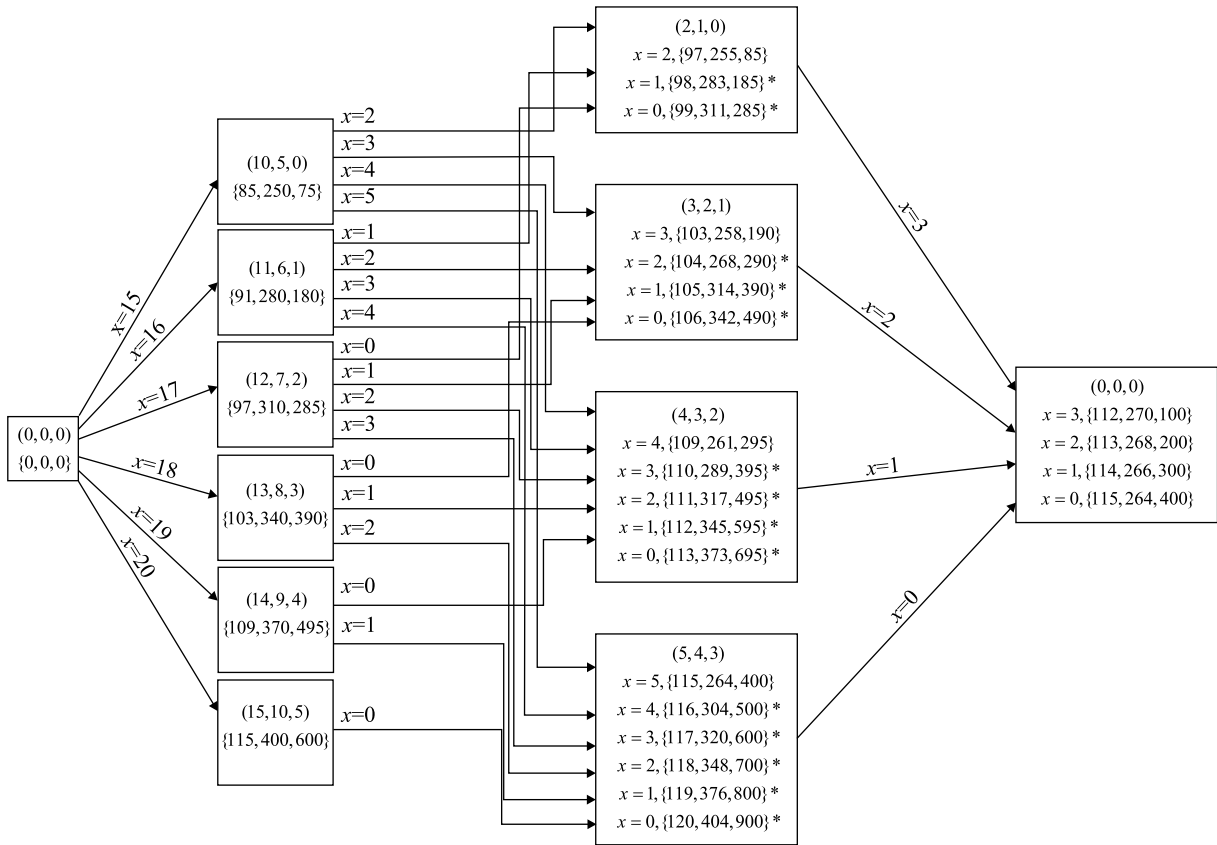 (0,0,0)
{0,0,0}
x=15
x=16
x=17
x=18
x=19
x=20
(10,5,0)
{85,250,75}
x=2
x=3
x=4
x=5
(11,6,1)
{91,280,180}
x=1
x=2
x=3
x=4
(12,7,2)
{97,310,285}
x=0
x=1
x=2
x=3
(13,8,3)
{103,340,390}
x=0
x=1
x=2
(14,9,4)
{109,370,495}
x=0
x=1
(15,10,5)
{115,400,600}
x=0
(2,1,0)
x = 2,{97,255,85}
x = 1,{98,283,185}*
x = 0,{99,311,285}*
(3,2,1)
x = 3,{103,258,190}
x = 2,{104,268,290}*
x = 1,{105,314,390}*
x = 0,{106,342,490}*
(4,3,2)
x = 4,{109,261,295}
x = 3,{110,289,395}*
x = 2,{111,317,495}*
x = 1,{112,345,595}*
x = 0,{113,373,695}*
(5,4,3)
x = 5,{115,264,400}
x = 4,{116,304,500}*
x = 3,{117,320,600}*
x = 2,{118,348,700}*
x = 1,{119,376,800}*
x = 0,{120,404,900}*
x=3
x=2
x=1
x=0
(0,0,0)
x = 3,{112,270,100}
x = 2,{113,268,200}
x = 1,{114,266,300}
x = 0,{115,264,400}